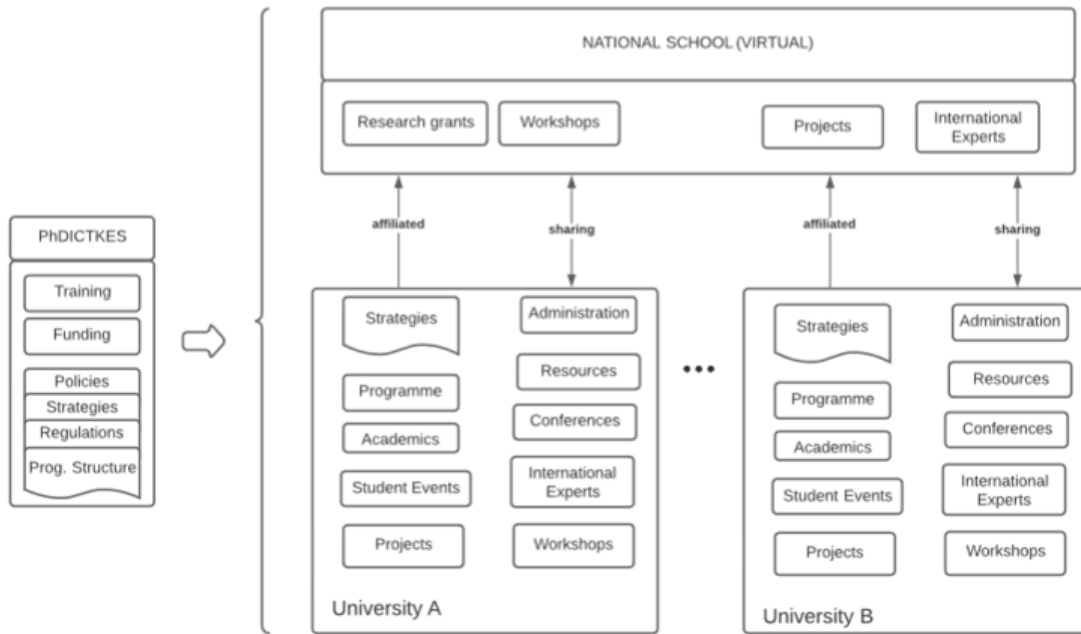 NATIONAL SCHOOL (VIRTUAL)
Research grants
Workshops
Projects
International
Experts
affiliated
sharing
affiliated
sharing
PhDICTKES
Training
Funding
Policies
Strategies
Regulations
Prog. Structure
Strategies
Administration
Programme
Resources
Academics
Conferences
Student Events
International
Experts
Projects
Workshops
University A
•••
Strategies
Administration
Programme
Resources
Academics
Conferences
Student Events
International
Experts
Projects
Workshops
University B